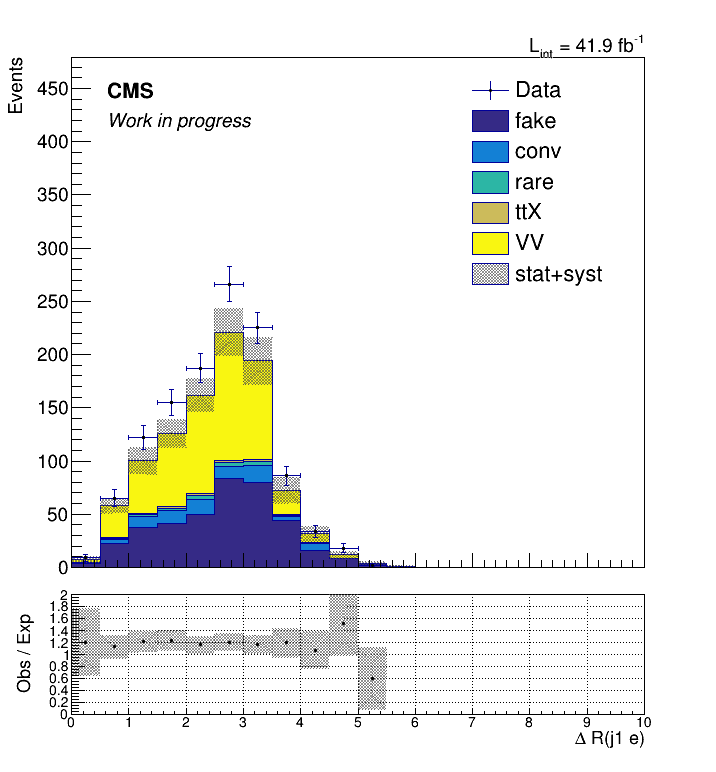 L_int = 41.9 fb^-1
Events
CMS
Work in progress
Data
fake
conv
rare
ttX
VV
stat+syst
450
400
350
300
250
200
150
100
50
0
Obs / Exp
2
1.8
1.6
1.4
1.2
1
0.8
0.6
0.4
0.2
0
0 1 2 3 4 5 6 7 8 9 10
Δ R(j1 e)